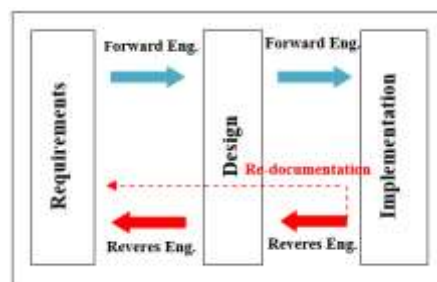 Forward Eng.
Forward Eng.
Requirements
Design
Implementation
Re-documentation
Reveres Eng.
Reveres Eng.